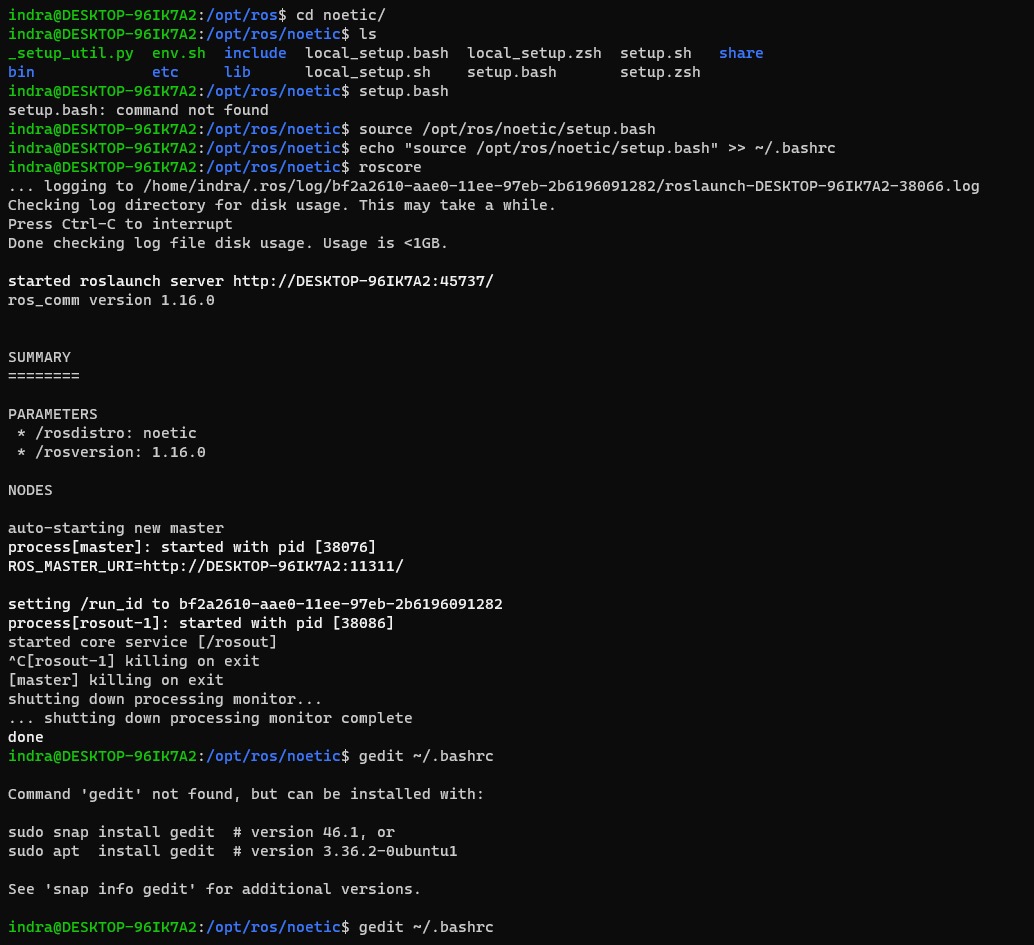 indra@DESKTOP-96IK7A2:/opt/ros$ cd noetic/
indra@DESKTOP-96IK7A2:/opt/ros/noetic$ ls
_setup_util.py  env.sh  include  local_setup.bash  local_setup.zsh  setup.sh   share
bin             etc     lib      local_setup.sh    setup.bash       setup.zsh
indra@DESKTOP-96IK7A2:/opt/ros/noetic$ setup.bash
setup.bash: command not found
indra@DESKTOP-96IK7A2:/opt/ros/noetic$ source /opt/ros/noetic/setup.bash
indra@DESKTOP-96IK7A2:/opt/ros/noetic$ echo "source /opt/ros/noetic/setup.bash" >> ~/.bashrc
indra@DESKTOP-96IK7A2:/opt/ros/noetic$ roscore
... logging to /home/indra/.ros/log/bf2a2610-aae0-11ee-97eb-2b6196091282/roslaunch-DESKTOP-96IK7A2-38066.log
Checking log directory for disk usage. This may take a while.
Press Ctrl-C to interrupt
Done checking log file disk usage. Usage is <1GB.

started roslaunch server http://DESKTOP-96IK7A2:45737/
ros_comm version 1.16.0


SUMMARY
========

PARAMETERS
 * /rosdistro: noetic
 * /rosversion: 1.16.0

NODES

auto-starting new master
process[master]: started with pid [38076]
ROS_MASTER_URI=http://DESKTOP-96IK7A2:11311/

setting /run_id to bf2a2610-aae0-11ee-97eb-2b6196091282
process[rosout-1]: started with pid [38086]
started core service [/rosout]
^C[rosout-1] killing on exit
[master] killing on exit
shutting down processing monitor...
... shutting down processing monitor complete
done
indra@DESKTOP-96IK7A2:/opt/ros/noetic$ gedit ~/.bashrc

Command 'gedit' not found, but can be installed with:

sudo snap install gedit  # version 46.1, or
sudo apt  install gedit  # version 3.36.2-0ubuntu1

See 'snap info gedit' for additional versions.

indra@DESKTOP-96IK7A2:/opt/ros/noetic$ gedit ~/.bashrc